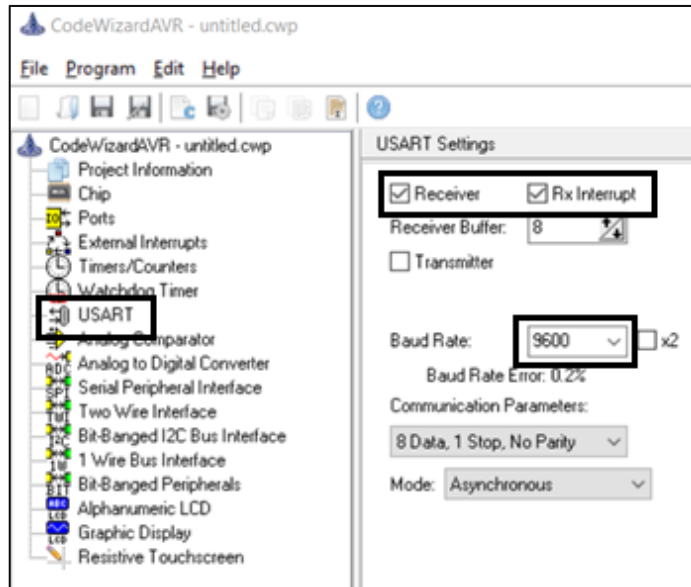 CodeWizardAVR - untitled.cwp
File Program Edit Help
CodeWizardAVR - untitled.cwp
Project Information
Chip
Ports
External Interrupts
Timers/Counters
Watchdog Timer
USART
Analog Comparator
Analog to Digital Converter
Serial Peripheral Interface
Two Wire Interface
Bit-Banged I2C Bus Interface
1 Wire Bus Interface
Bit-Banged Peripherals
Alphanumeric LCD
Graphic Display
Resistive Touchscreen
USART Settings
Receiver Rx Interrupt
Receiver Buffer: 8
Transmitter
Baud Rate: 9600 x2
Baud Rate Error: 0.2%
Communication Parameters:
8 Data, 1 Stop, No Parity
Mode: Asynchronous